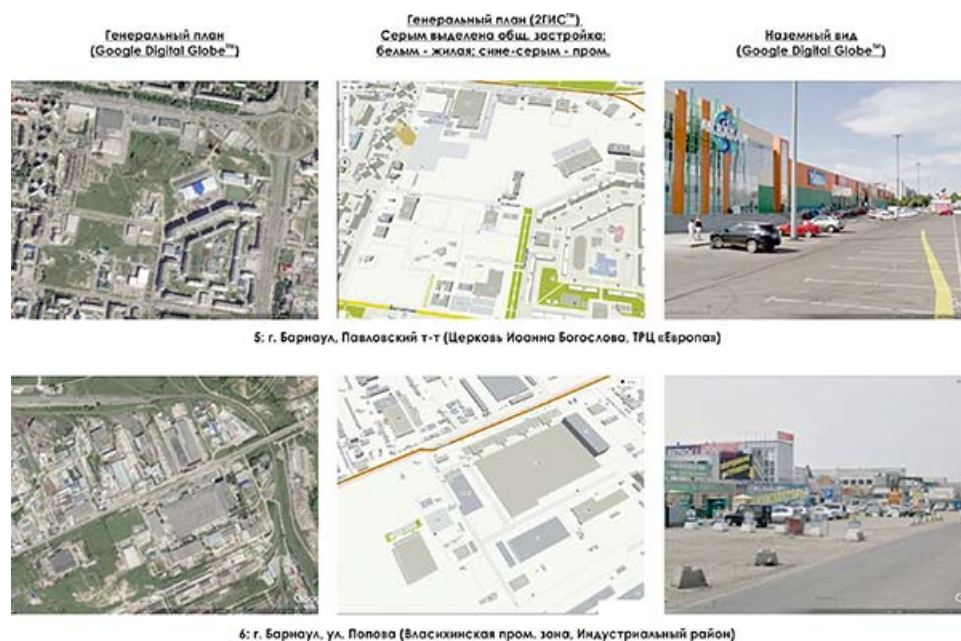 Генеральный план
(Google Digital Globe™)
Генеральный план (2ГИС™)
Серым выделена общ. застройка;
белым - жилая; сине-серым - пром.
Наземный вид
(Google Digital Globe™)
5: г. Барнаул, Павловский т-т (Церковь Иоанна Богослова, ТРЦ «Европа»)
6: г. Барнаул, ул. Попова (Власихинская пром. зона, Индустриальный район)